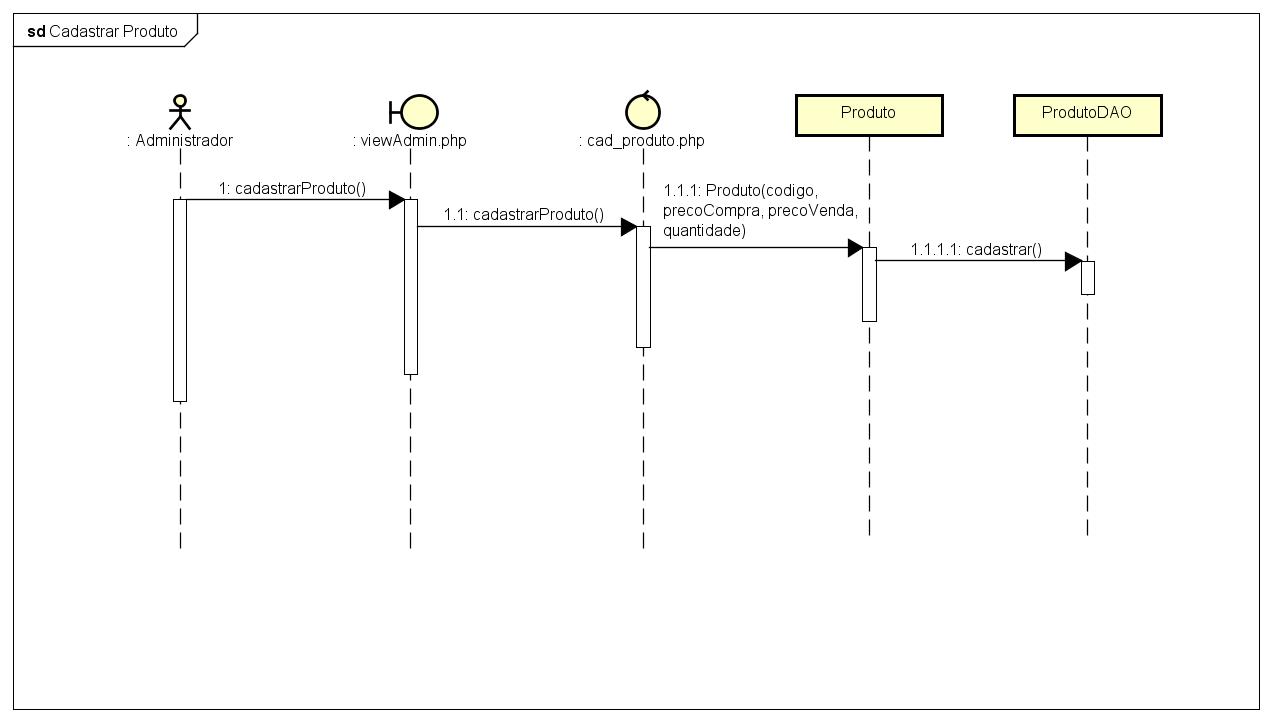 sd Cadastrar Produto
: Administrador
: viewAdmin.php
: cad_produto.php
Produto
ProdutoDAO
1: cadastrarProduto()
1.1: cadastrarProduto()
1.1.1: Produto(codigo,
precoCompra, precoVenda,
quantidade)
1.1.1.1: cadastrar()